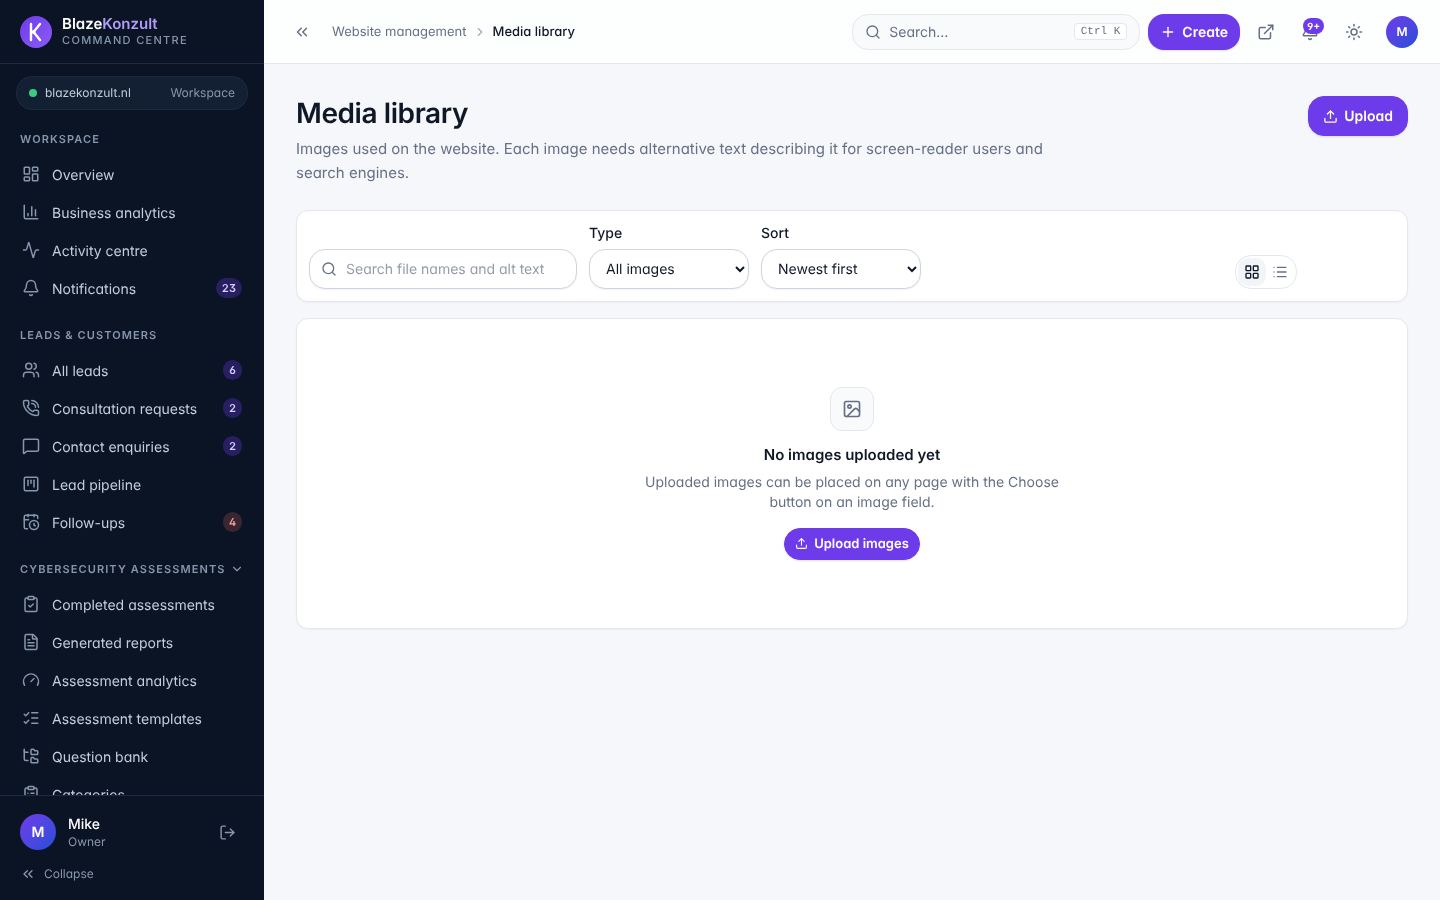 BlazeKonzult
COMMAND CENTRE
blazekonzult.nl Workspace
WORKSPACE
Overview
Business analytics
Activity centre
Notifications 23
LEADS & CUSTOMERS
All leads 6
Consultation requests 2
Contact enquiries 2
Lead pipeline
Follow-ups 4
CYBERSECURITY ASSESSMENTS
Completed assessments
Generated reports
Assessment analytics
Assessment templates
Question bank
Categories
M Mike
Owner
Collapse
Website management Media library
Search... Ctrl K
Create
9+
M
Media library
Upload
Images used on the website. Each image needs alternative text describing it for screen-reader users and
search engines.
Type Sort
Search file names and alt text All images Newest first
No images uploaded yet
Uploaded images can be placed on any page with the Choose
button on an image field.
Upload images